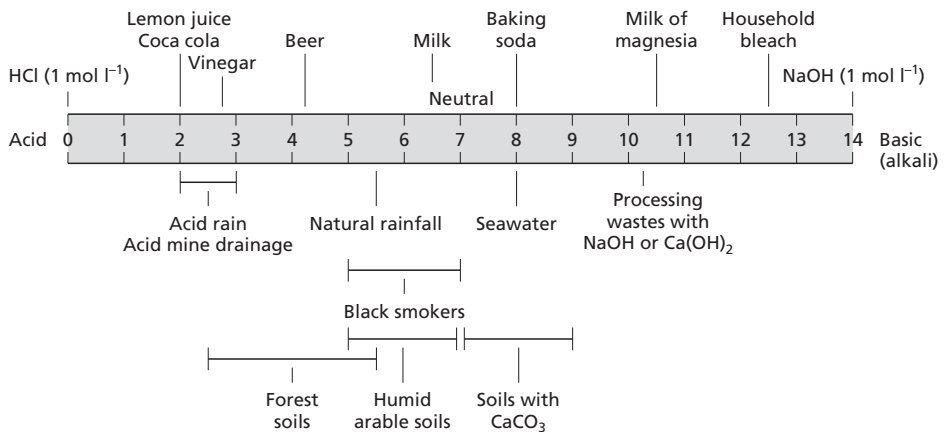 Lemon juice
Coca cola
Vinegar
Beer
Milk
Baking
soda
Milk of
magnesia
Household
bleach
HCl (1 mol l⁻¹)
Neutral
NaOH (1 mol l⁻¹)
Acid 0 1 2 3 4 5 6 7 8 9 10 11 12 13 14 Basic
(alkali)
Acid rain
Acid mine drainage
Natural rainfall
Seawater
Processing
wastes with
NaOH or Ca(OH)₂
Black smokers
Forest
soils
Humid
arable soils
Soils with
CaCO₃